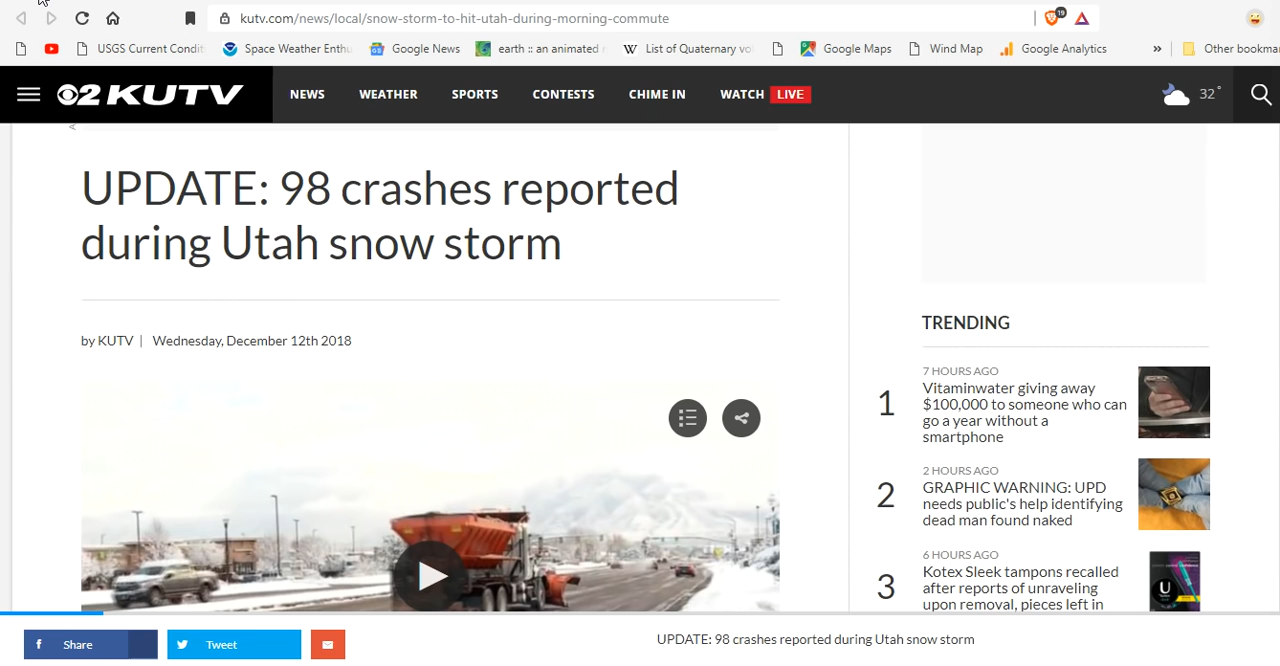 kutv.com/news/local/snow-storm-to-hit-utah-during-morning-commute
19
USGS Current Condit
Space Weather Enthu
Google News
earth :: an animated
W List of Quaternary vo
Google Maps
Wind Map
Google Analytics
»
Other bookma
2 KUTV
NEWS
WEATHER
SPORTS
CONTESTS
CHIME IN
WATCH LIVE
32°
UPDATE: 98 crashes reported
during Utah snow storm
by KUTV | Wednesday, December 12th 2018
TRENDING
1
7 HOURS AGO
Vitaminwater giving away
$100,000 to someone who can
go a year without a
smartphone
2
2 HOURS AGO
GRAPHIC WARNING: UPD
needs public's help identifying
dead man found naked
3
6 HOURS AGO
Kotex Sleek tampons recalled
after reports of unraveling
upon removal, pieces left in
U
f Share
Tweet
UPDATE: 98 crashes reported during Utah snow storm